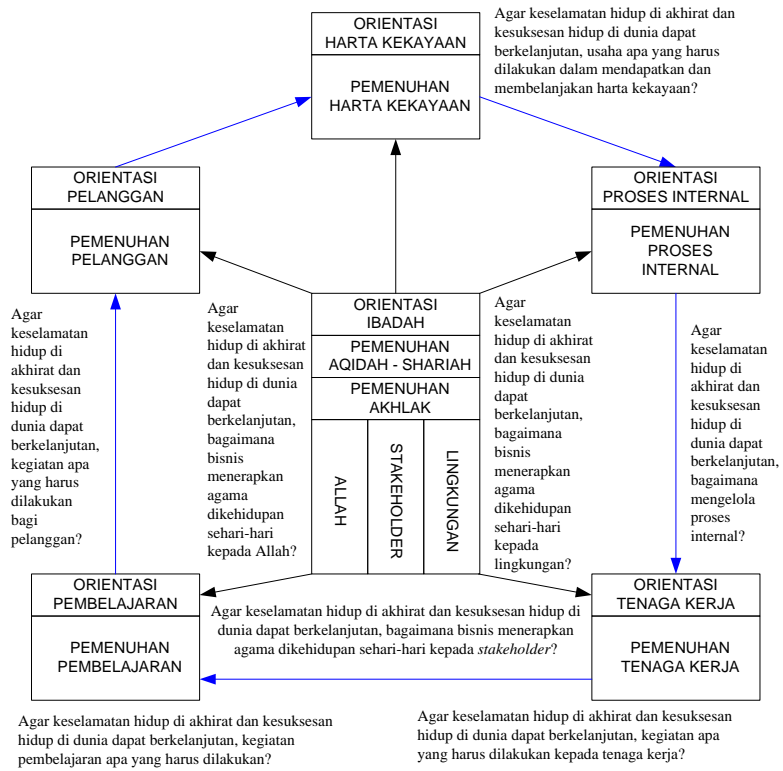 ORIENTASI
HARTA KEKAYAAN
PEMENUHAN
HARTA KEKAYAAN
Agar keselamatan hidup di akhirat dan
kesuksesan hidup di dunia dapat
berkelanjutan, usaha apa yang harus
dilakukan dalam mendapatkan dan
membelanjakan harta kekayaan?
ORIENTASI
PELANGGAN
PEMENUHAN
PELANGGAN
ORIENTASI
PROSES INTERNAL
PEMENUHAN
PROSES
INTERNAL
Agar
keselamatan
hidup di
akhirat dan
kesuksesan
hidup di
dunia dapat
berkelanjutan,
kegiatan apa
yang harus
dilakukan
bagi
pelanggan?
Agar
keselamatan
hidup di akhirat
dan kesuksesan
hidup di dunia
dapat
berkelanjutan,
bagaimana
bisnis
menerapkan
agama
dikehidupan
sehari-hari
kepada Allah?
ORIENTASI
IBADAH
PEMENUHAN
AQIDAH - SHARIAH
PEMENUHAN
AKHLAK
ALLAH
STAKEHOLDER
LINGKUNGAN
Agar
keselamatan
hidup di akhirat
dan kesuksesan
hidup di dunia
dapat
berkelanjutan,
bagaimana
bisnis
menerapkan
agama
dikehidupan
sehari-hari
kepada
lingkungan?
Agar
keselamatan
hidup di
akhirat dan
kesuksesan
hidup di
dunia dapat
berkelanjutan,
bagaimana
mengelola
proses
internal?
ORIENTASI
PEMBELAJARAN
PEMENUHAN
PEMBELAJARAN
Agar keselamatan hidup di akhirat dan kesuksesan hidup di
dunia dapat berkelanjutan, bagaimana bisnis menerapkan
agama dikehidupan sehari-hari kepada stakeholder?
ORIENTASI
TENAGA KERJA
PEMENUHAN
TENAGA KERJA
Agar keselamatan hidup di akhirat dan kesuksesan
hidup di dunia dapat berkelanjutan, kegiatan
pembelajaran apa yang harus dilakukan?
Agar keselamatan hidup di akhirat dan kesuksesan
hidup di dunia dapat berkelanjutan, kegiatan apa
yang harus dilakukan kepada tenaga kerja?